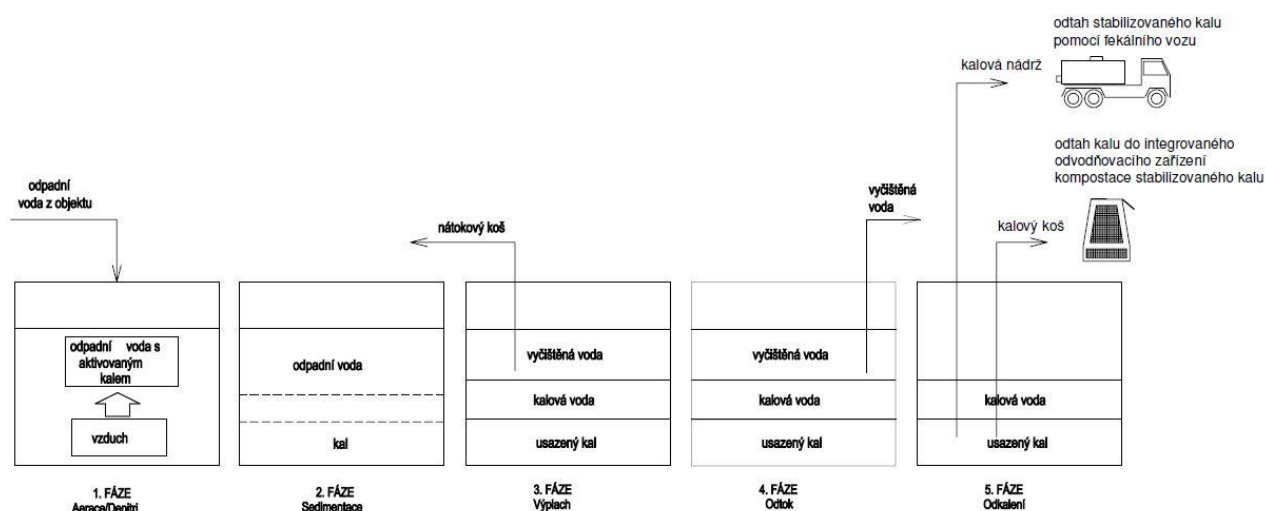 odtah stabilizovaného kalu
pomocí fekálního vozu
kalová nádrž
odtah kalu do integrovaného
odvodňovacího zařízení
kompostace stabilizovaného kalu
odpadní
voda z objektu
vyčištěná
voda
nátokový koš
kalový koš
odpadní voda s
aktivovaným
kalem
vzduch
odpadní voda
kal
vyčištěná voda
kalová voda
usazený kal
vyčištěná voda
kalová voda
usazený kal
kalová voda
usazený kal
1. FÁZE
Aerace/Denitri
2. FÁZE
Sedimentace
3. FÁZE
Výplach
4. FÁZE
Odtok
5. FÁZE
Odkalení